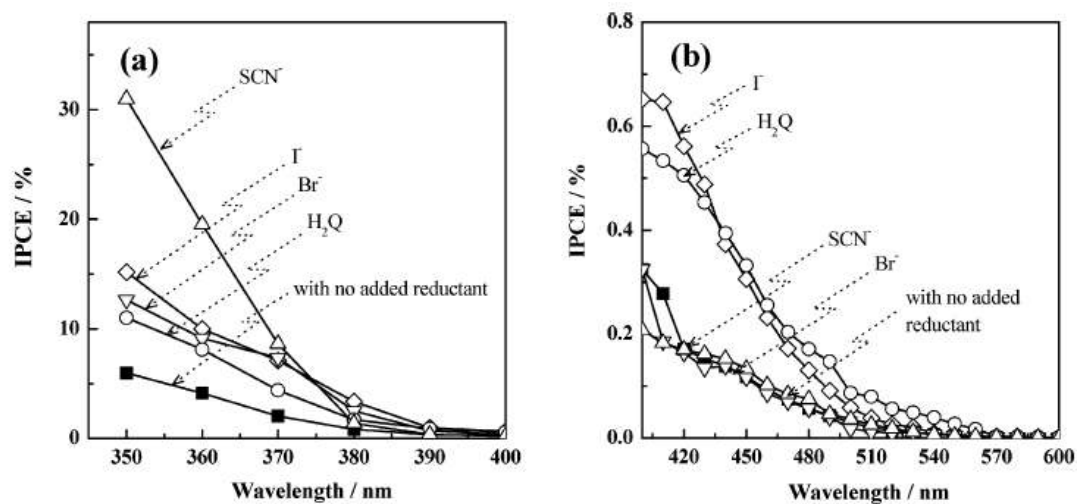 (a)
SCN⁻
I⁻
Br⁻
H₂Q
with no added reductant
IPCE / %
30
20
10
0
350 360 370 380 390 400
Wavelength / nm
(b)
I⁻
H₂Q
SCN⁻
Br⁻
with no added
reductant
IPCE / %
0.8
0.6
0.4
0.2
0.0
420 450 480 510 540 570 600
Wavelength / nm